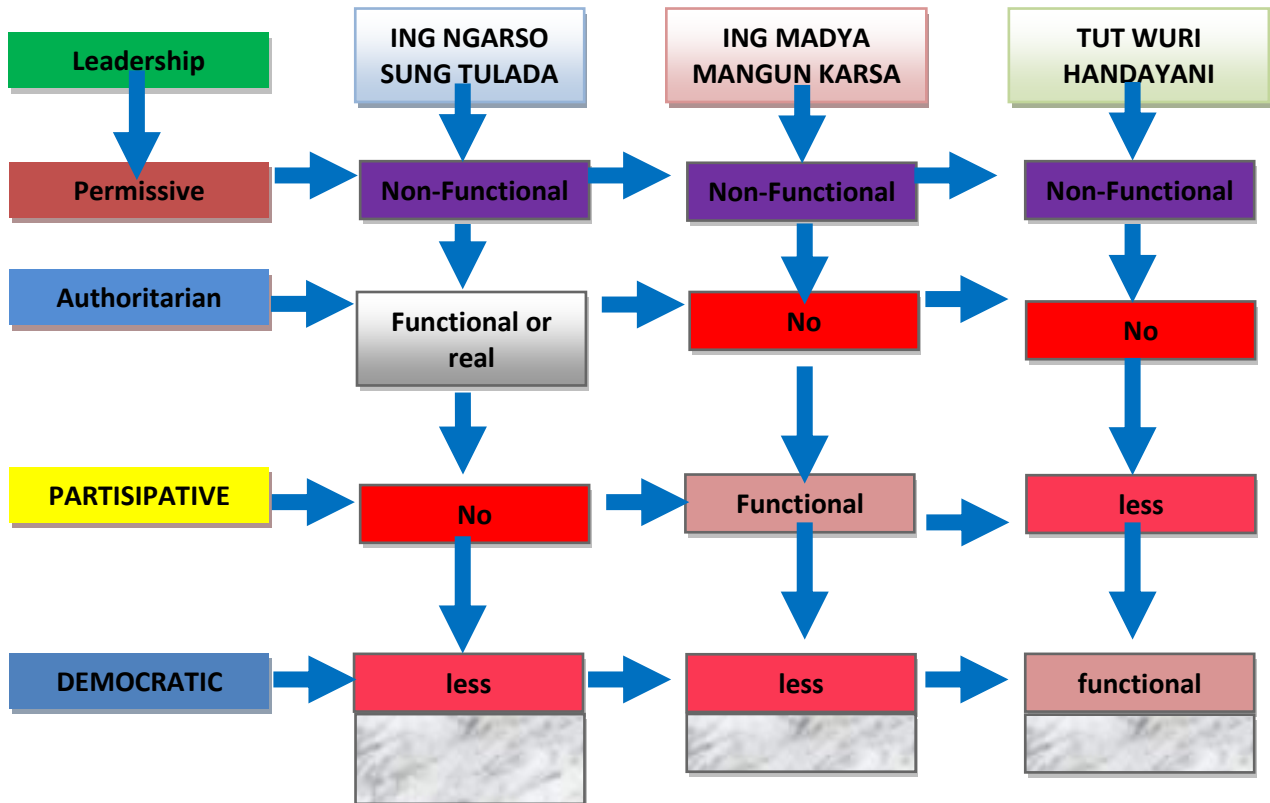 Leadership
ING NGARSO
SUNG TULADA
ING MADYA
MANGUN KARSA
TUT WURI
HANDAYANI
Permissive
Non-Functional
Non-Functional
Non-Functional
Authoritarian
Functional or
real
No
No
PARTISIPATIVE
No
Functional
less
DEMOCRATIC
less
less
functional